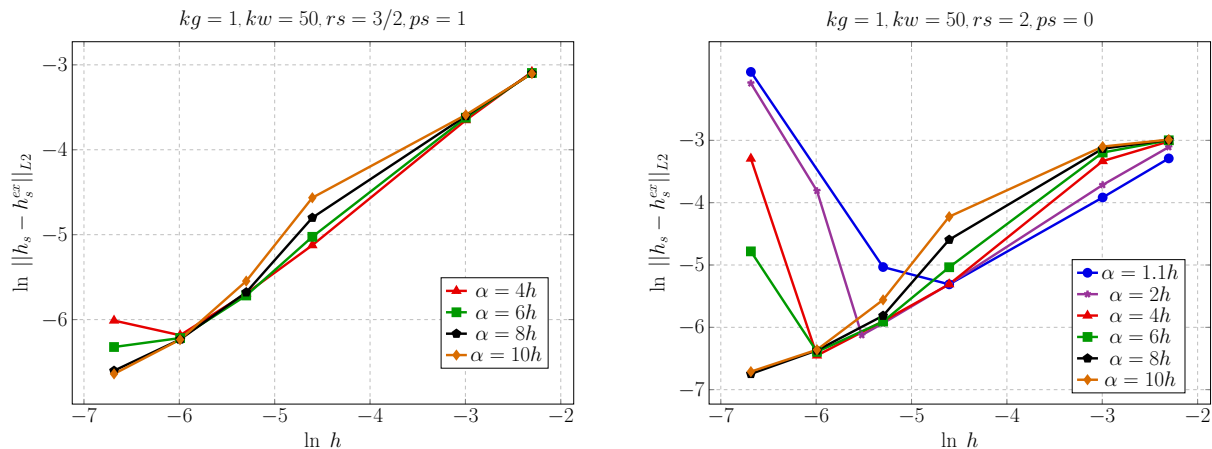 kg = 1, kw = 50, rs = 3/2, ps = 1
−3
−4
−5
−6
−7
−6
−5
−4
−3
−2
ln h
ln ||h_s − h_s^{ex}||_{L2}
α = 4h
α = 6h
α = 8h
α = 10h
kg = 1, kw = 50, rs = 2, ps = 0
−3
−4
−5
−6
−7
−7
−6
−5
−4
−3
−2
ln h
ln ||h_s − h_s^{ex}||_{L2}
α = 1.1h
α = 2h
α = 4h
α = 6h
α = 8h
α = 10h